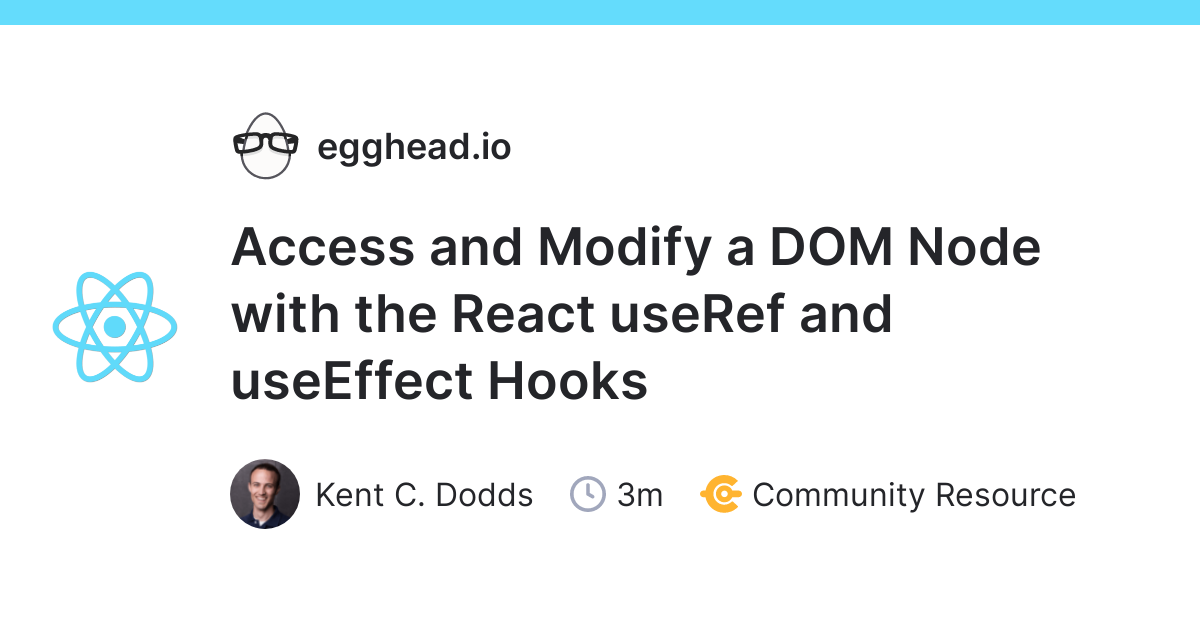 egghead.io
Access and Modify a DOM Node
with the React useRef and
useEffect Hooks
Kent C. Dodds 3m Community Resource